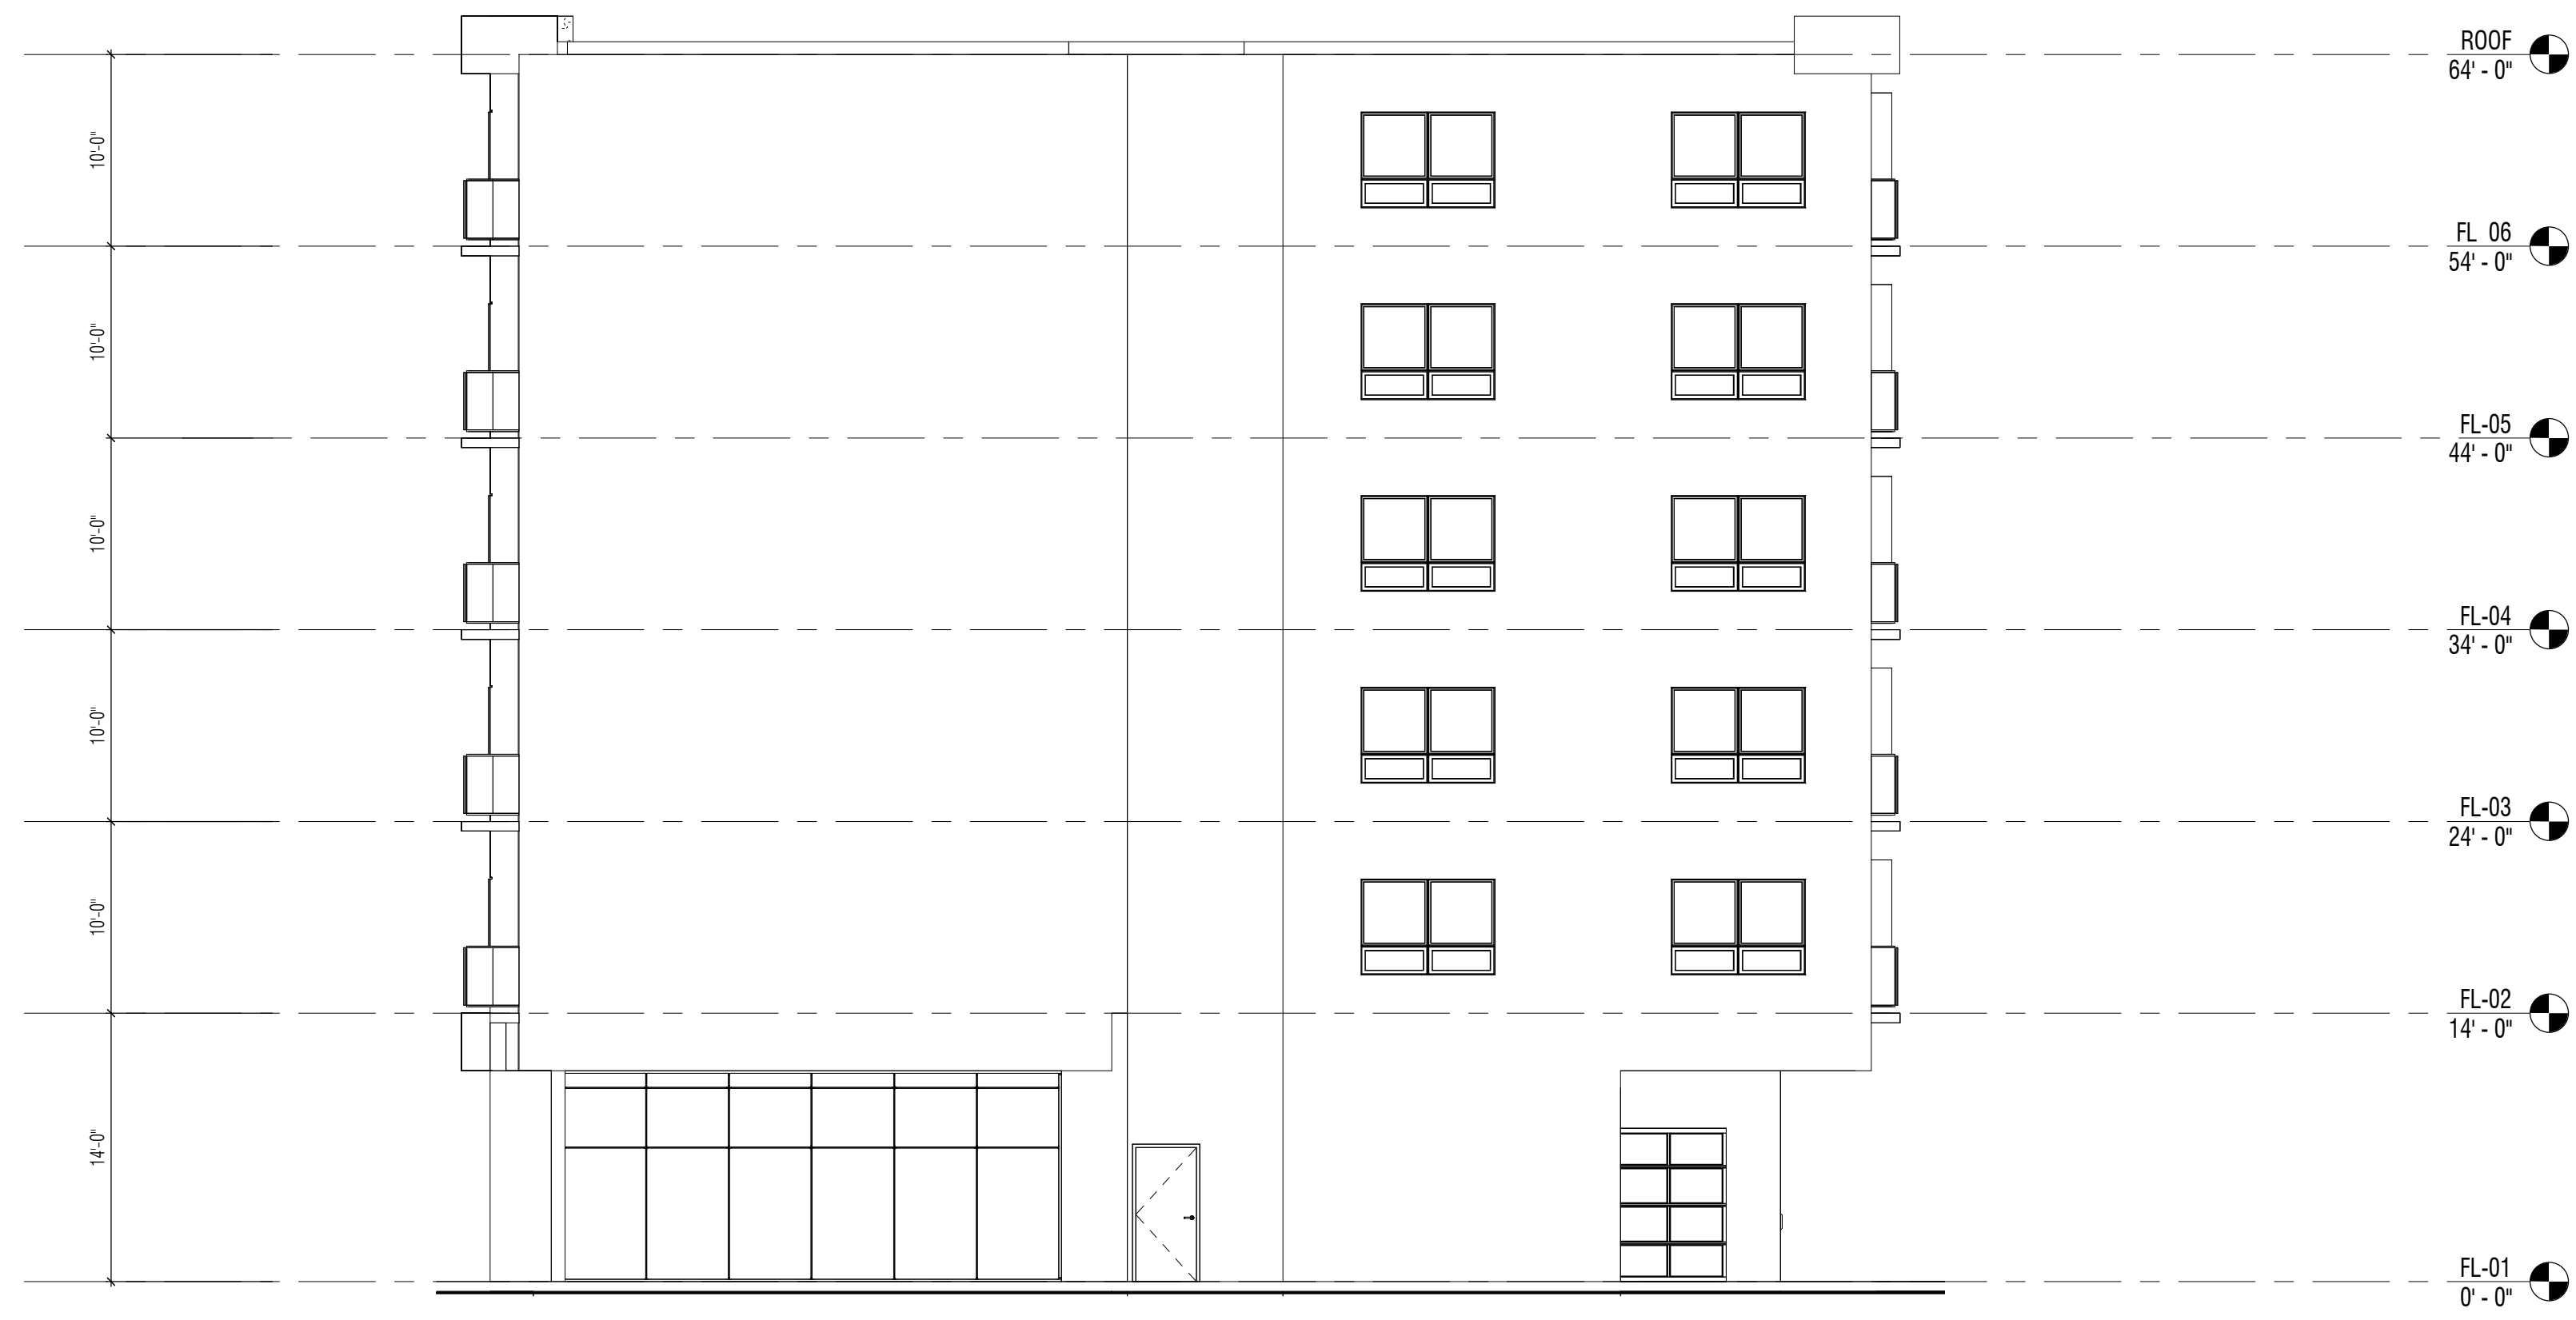 ROOF
64' - 0"
10'-0"
FL 06
54' - 0"
10'-0"
FL-05
44' - 0"
10'-0"
FL-04
34' - 0"
10'-0"
FL-03
24' - 0"
10'-0"
FL-02
14' - 0"
14'-0"
FL-01
0' - 0"